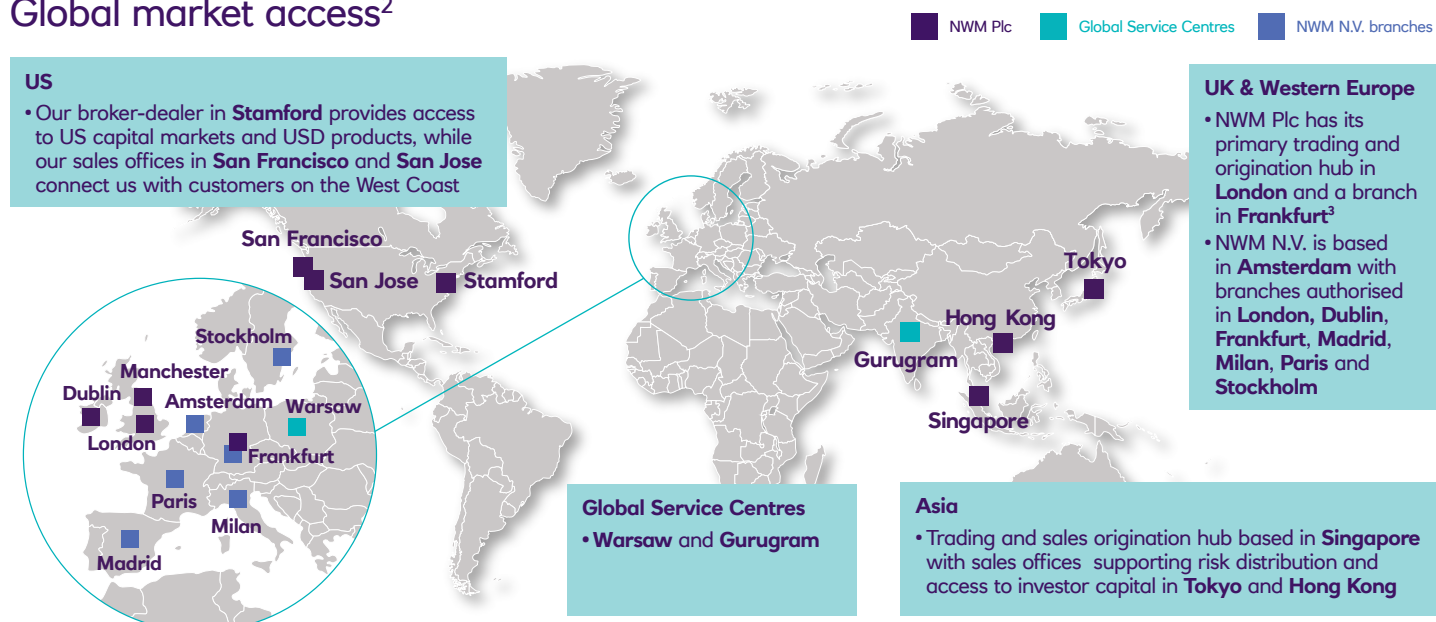 Global market access²
NWM Plc
Global Service Centres
NWM N.V. branches
US
• Our broker-dealer in Stamford provides access
to US capital markets and USD products, while
our sales offices in San Francisco and San Jose
connect us with customers on the West Coast
UK & Western Europe
• NWM Plc has its
primary trading and
origination hub in
London and a branch
in Frankfurt³
• NWM N.V. is based
in Amsterdam with
branches authorised
in London, Dublin,
Frankfurt, Madrid,
Milan, Paris and
Stockholm
San Francisco
San Jose
Stamford
Tokyo
Hong Kong
Gurugram
Singapore
Stockholm
Manchester
Dublin
Amsterdam
Warsaw
London
Frankfurt
Paris
Milan
Madrid
Global Service Centres
• Warsaw and Gurugram
Asia
• Trading and sales origination hub based in Singapore
with sales offices supporting risk distribution and
access to investor capital in Tokyo and Hong Kong